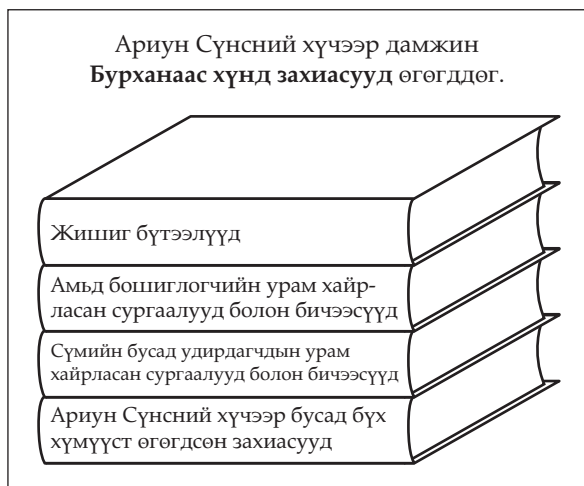 Ариун Сүнсний хүчээр дамжин
Бурханаас хүнд захиасууд өгөгддөг.
Жишиг бүтээлүүд
Амьд бошиглогчийн урам хайр-
ласан сургаалууд болон бичээсүүд
Сүмийн бусад удирдагчдын урам
хайрласан сургаалууд болон бичээсүүд
Ариун Сүнсний хүчээр бусад бүх
хүмүүст өгөгдсөн захиасууд